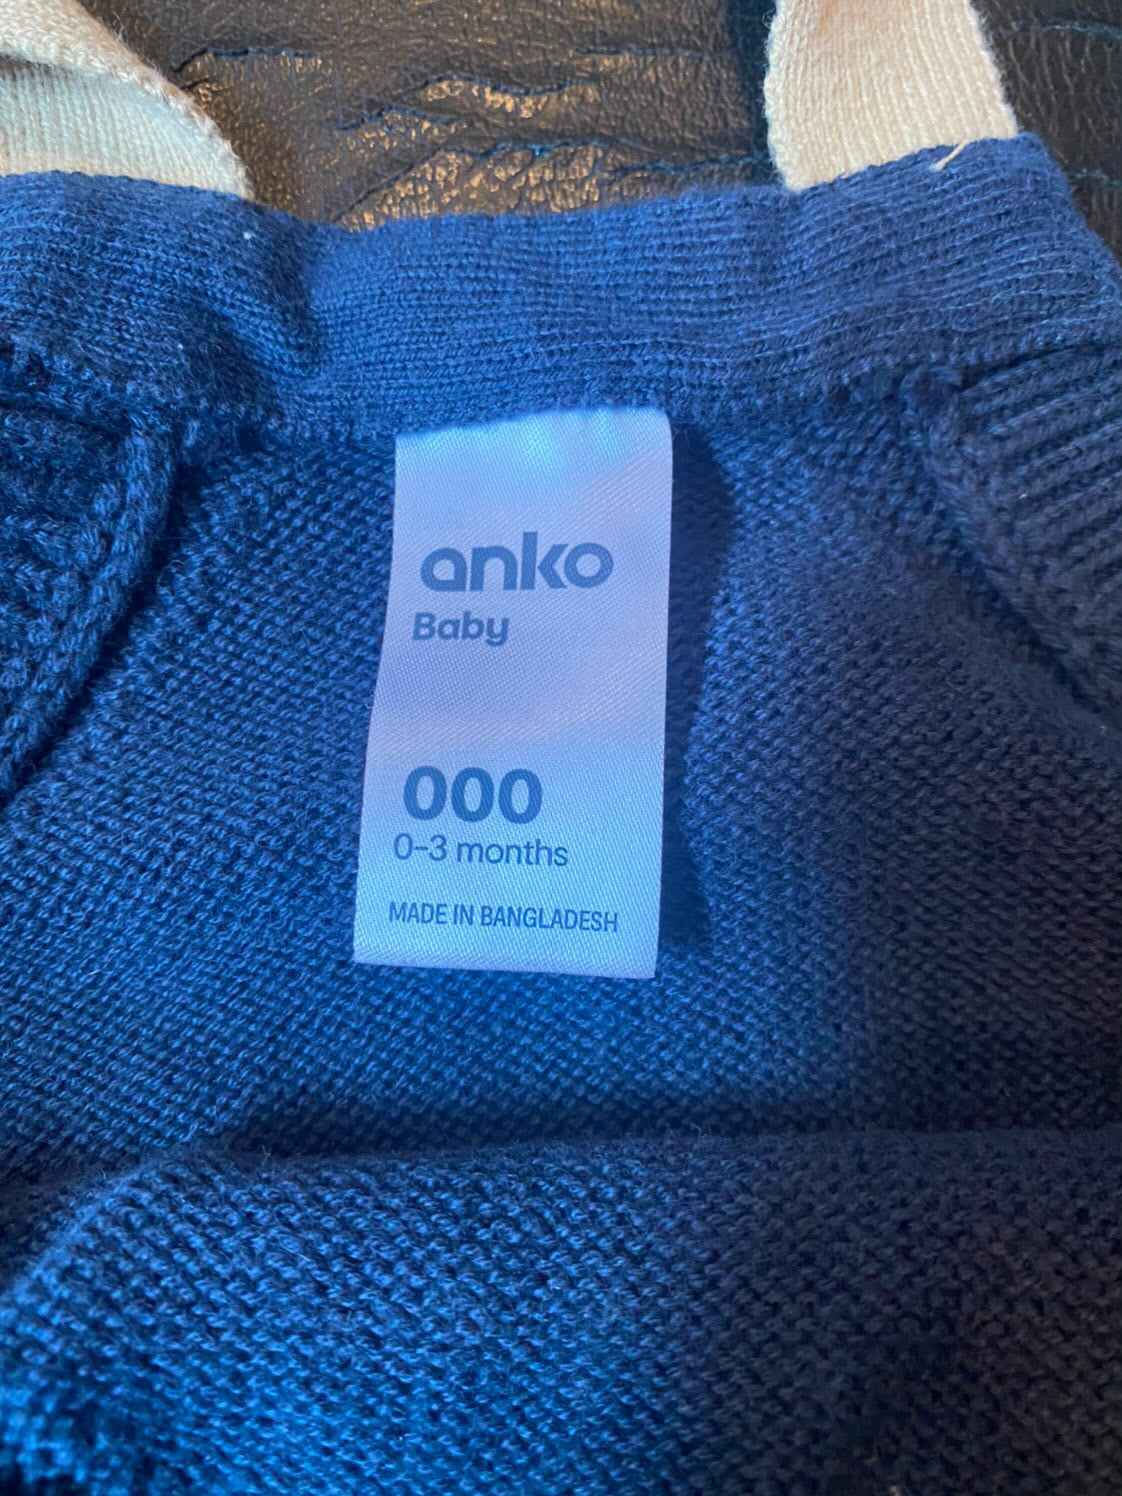 anko
Baby
000
0-3 months
MADE IN BANGLADESH